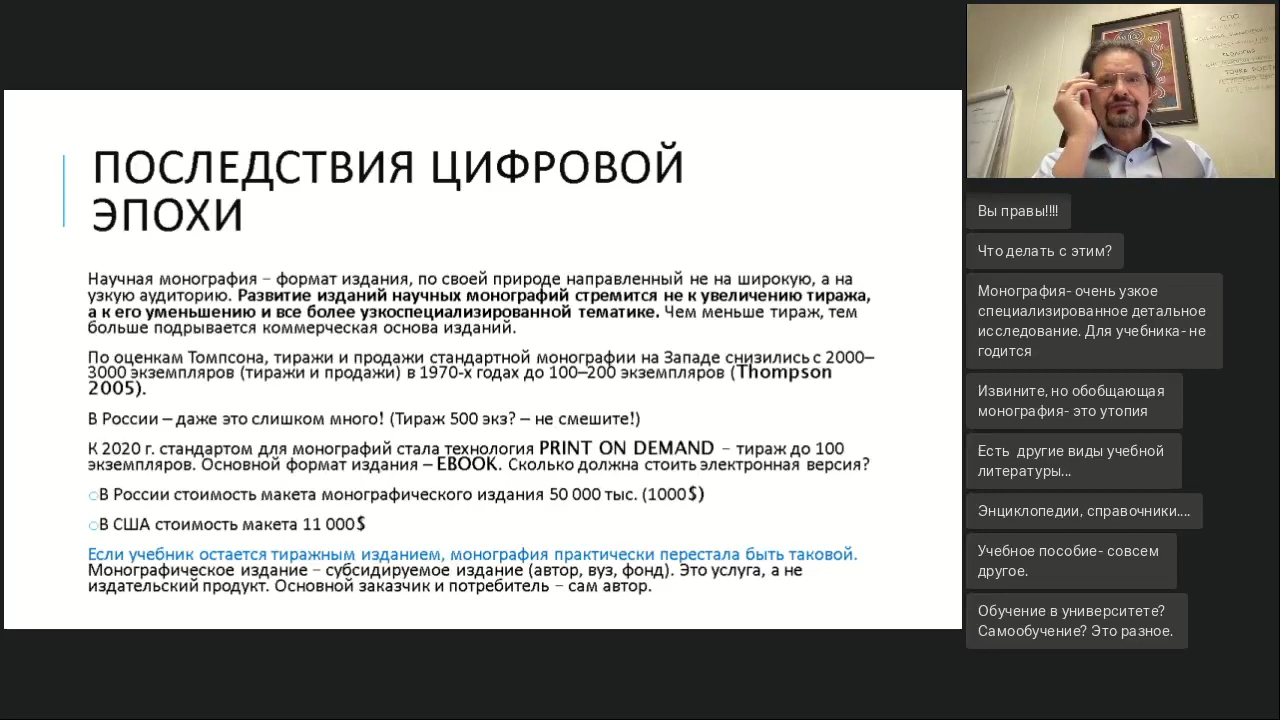 ПОСЛЕДСТВИЯ ЦИФРОВОЙ
ЭПОХИ
Научная монография – формат издания, по своей природе направленный не на широкую, а на
узкую аудиторию. Развитие изданий научных монографий стремится не к увеличению тиража,
а к его уменьшению и все более узкоспециализированной тематике. Чем меньше тираж, тем
больше подрывается коммерческая основа изданий.
По оценкам Томпсона, тиражи и продажи стандартной монографии на Западе снизились с 2000–
3000 экземпляров (тиражи и продажи) в 1970-х годах до 100–200 экземпляров (Thompson
2005).
В России – даже это слишком много! (Тираж 500 экз? – не смешите!)
К 2020 г. стандартом для монографий стала технология PRINT ON DEMAND – тираж до 100
экземпляров. Основной формат издания – EBOOK. Сколько должна стоить электронная версия?
○В России стоимость макета монографического издания 50 000 тыс. (1000$)
○В США стоимость макета 11 000$
Если учебник остается тиражным изданием, монография практически перестала быть таковой.
Монографическое издание – субсидируемое издание (автор, вуз, фонд). Это услуга, а не
издательский продукт. Основной заказчик и потребитель – сам автор.
СПО
ТОЧКА РОСТА
Вы правы!!!!
Что делать с этим?
Монография- очень узкое
специализированное детальное
исследование. Для учебника- не
годится
Извините, но обобщающая
монография- это утопия
Есть другие виды учебной
литературы...
Энциклопедии, справочники....
Учебное пособие- совсем
другое.
Обучение в университете?
Самообучение? Это разное.